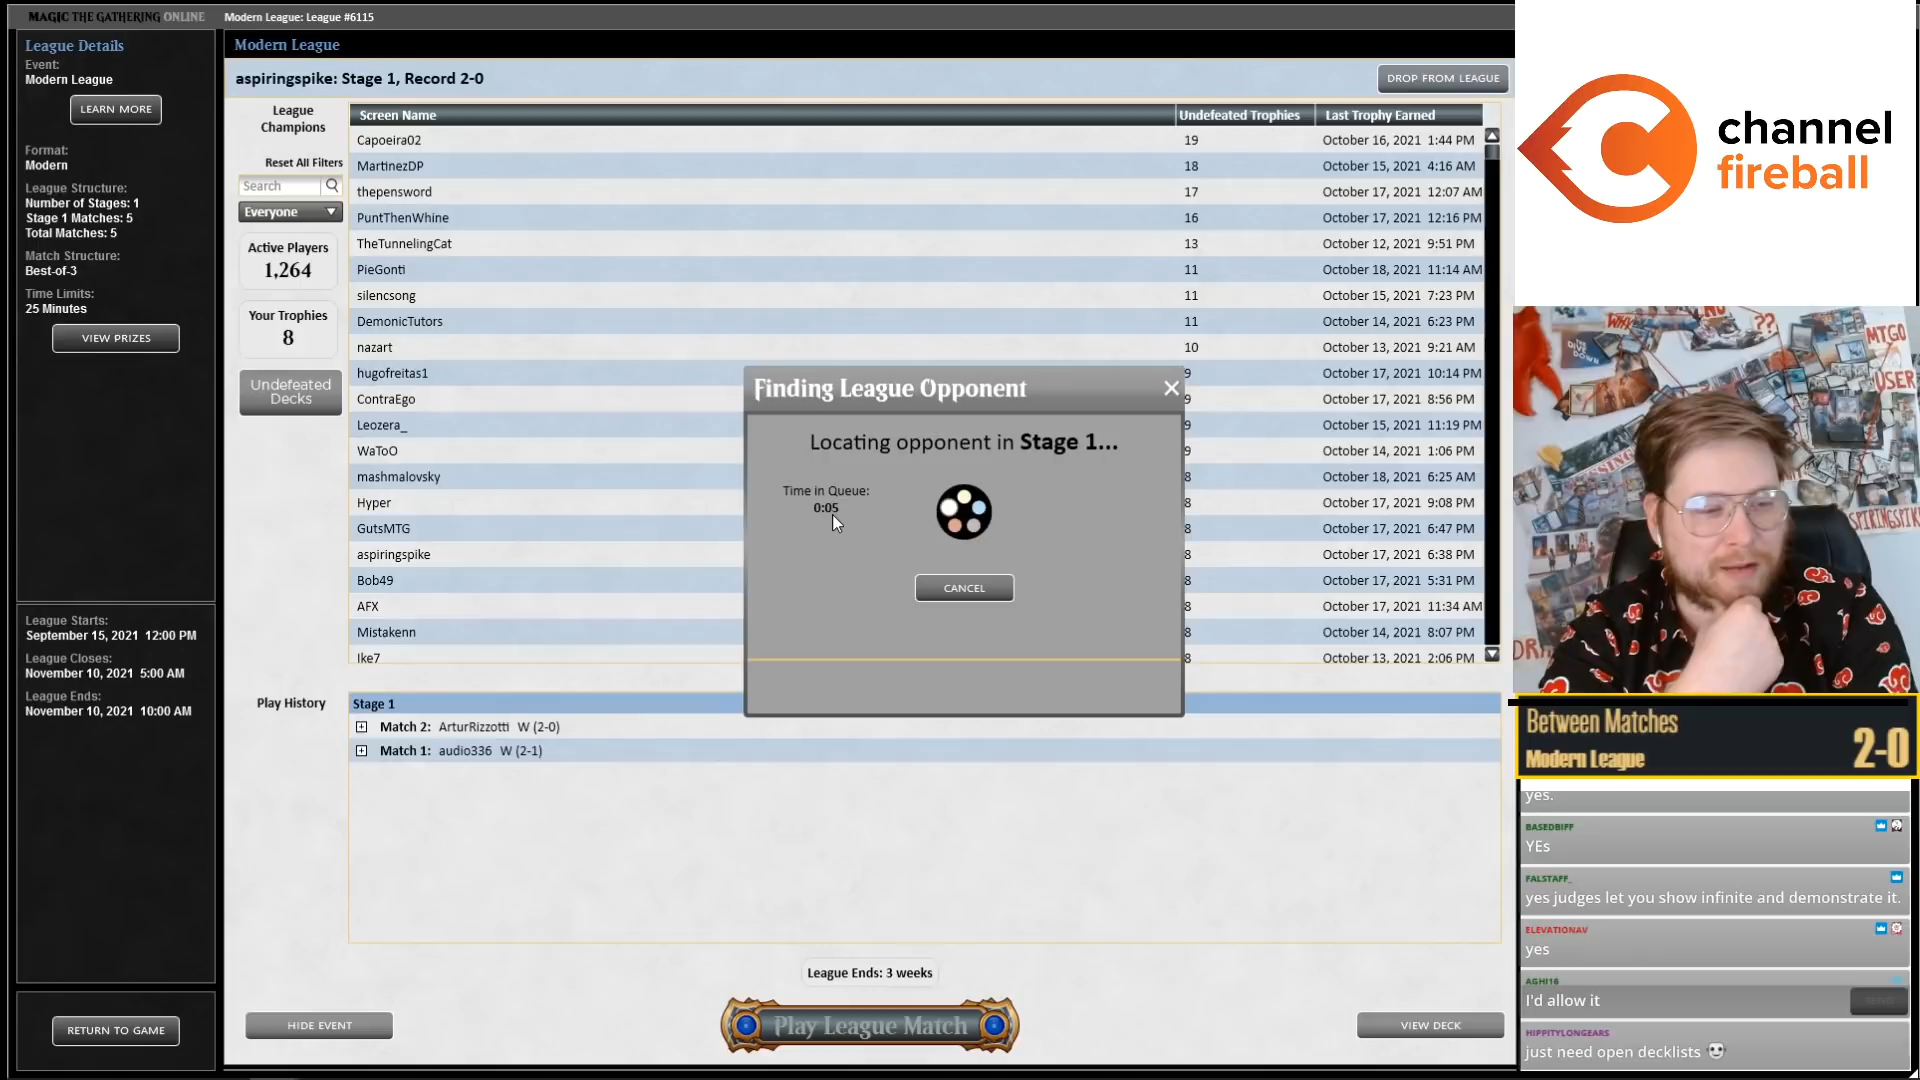 MAGIC THE GATHERING ONLINE
Modern League: League #6115
League Details
Event:
Modern League
LEARN MORE
Format:
Modern
League Structure:
Number of Stages: 1
Stage 1 Matches: 5
Total Matches: 5
Match Structure:
Best-of-3
Time Limits:
25 Minutes
VIEW PRIZES
League Starts:
September 15, 2021 12:00 PM
League Closes:
November 10, 2021 5:00 AM
League Ends:
November 10, 2021 10:00 AM
RETURN TO GAME
Modern League
aspiringspike: Stage 1, Record 2-0
DROP FROM LEAGUE
League
Champions
Reset All Filters
Search
Everyone
Active Players
1,264
Your Trophies
8
Undefeated
Decks
Screen Name Undefeated Trophies Last Trophy Earned
Capoeira02 19 October 16, 2021 1:44 PM
MartinezDP 18 October 15, 2021 4:16 AM
thepensword 17 October 17, 2021 12:07 AM
PuntThenWhine 16 October 17, 2021 12:16 PM
TheTunnelingCat 13 October 12, 2021 9:51 PM
PieGonti 11 October 18, 2021 11:14 AM
silencsong 11 October 15, 2021 7:23 PM
DemonicTutors 11 October 14, 2021 6:23 PM
nazart 10 October 13, 2021 9:21 AM
hugofreitas1 9 October 17, 2021 10:14 PM
ContraEgo 9 October 17, 2021 8:56 PM
Leozera_ 9 October 15, 2021 11:19 PM
WaToO 9 October 14, 2021 1:06 PM
mashmalovsky 8 October 18, 2021 6:25 AM
Hyper 8 October 17, 2021 9:08 PM
GutsMTG 8 October 17, 2021 6:47 PM
aspiringspike 8 October 17, 2021 6:38 PM
Bob49 8 October 17, 2021 5:31 PM
AFX 8 October 17, 2021 11:34 AM
Mistakenn 8 October 14, 2021 8:07 PM
Ike7 8 October 13, 2021 2:06 PM
Finding League Opponent
Locating opponent in Stage 1...
Time in Queue:
0:05
CANCEL
Play History
Stage 1
Match 2: ArturRizzotti W (2-0)
Match 1: audio336 W (2-1)
League Ends: 3 weeks
HIDE EVENT
Play League Match
VIEW DECK
channel
fireball
WHY
NO
??
THE
DIVE
DOWN
MTGO
USER
Between Matches
Modern League
2-0
yes.
BASEDBIFF
YEs
FALSTAFF_
yes judges let you show infinite and demonstrate it.
ELEVATIONAV
yes
AGHI16
I'd allow it
HIPPITYLONGEARS
just need open decklists